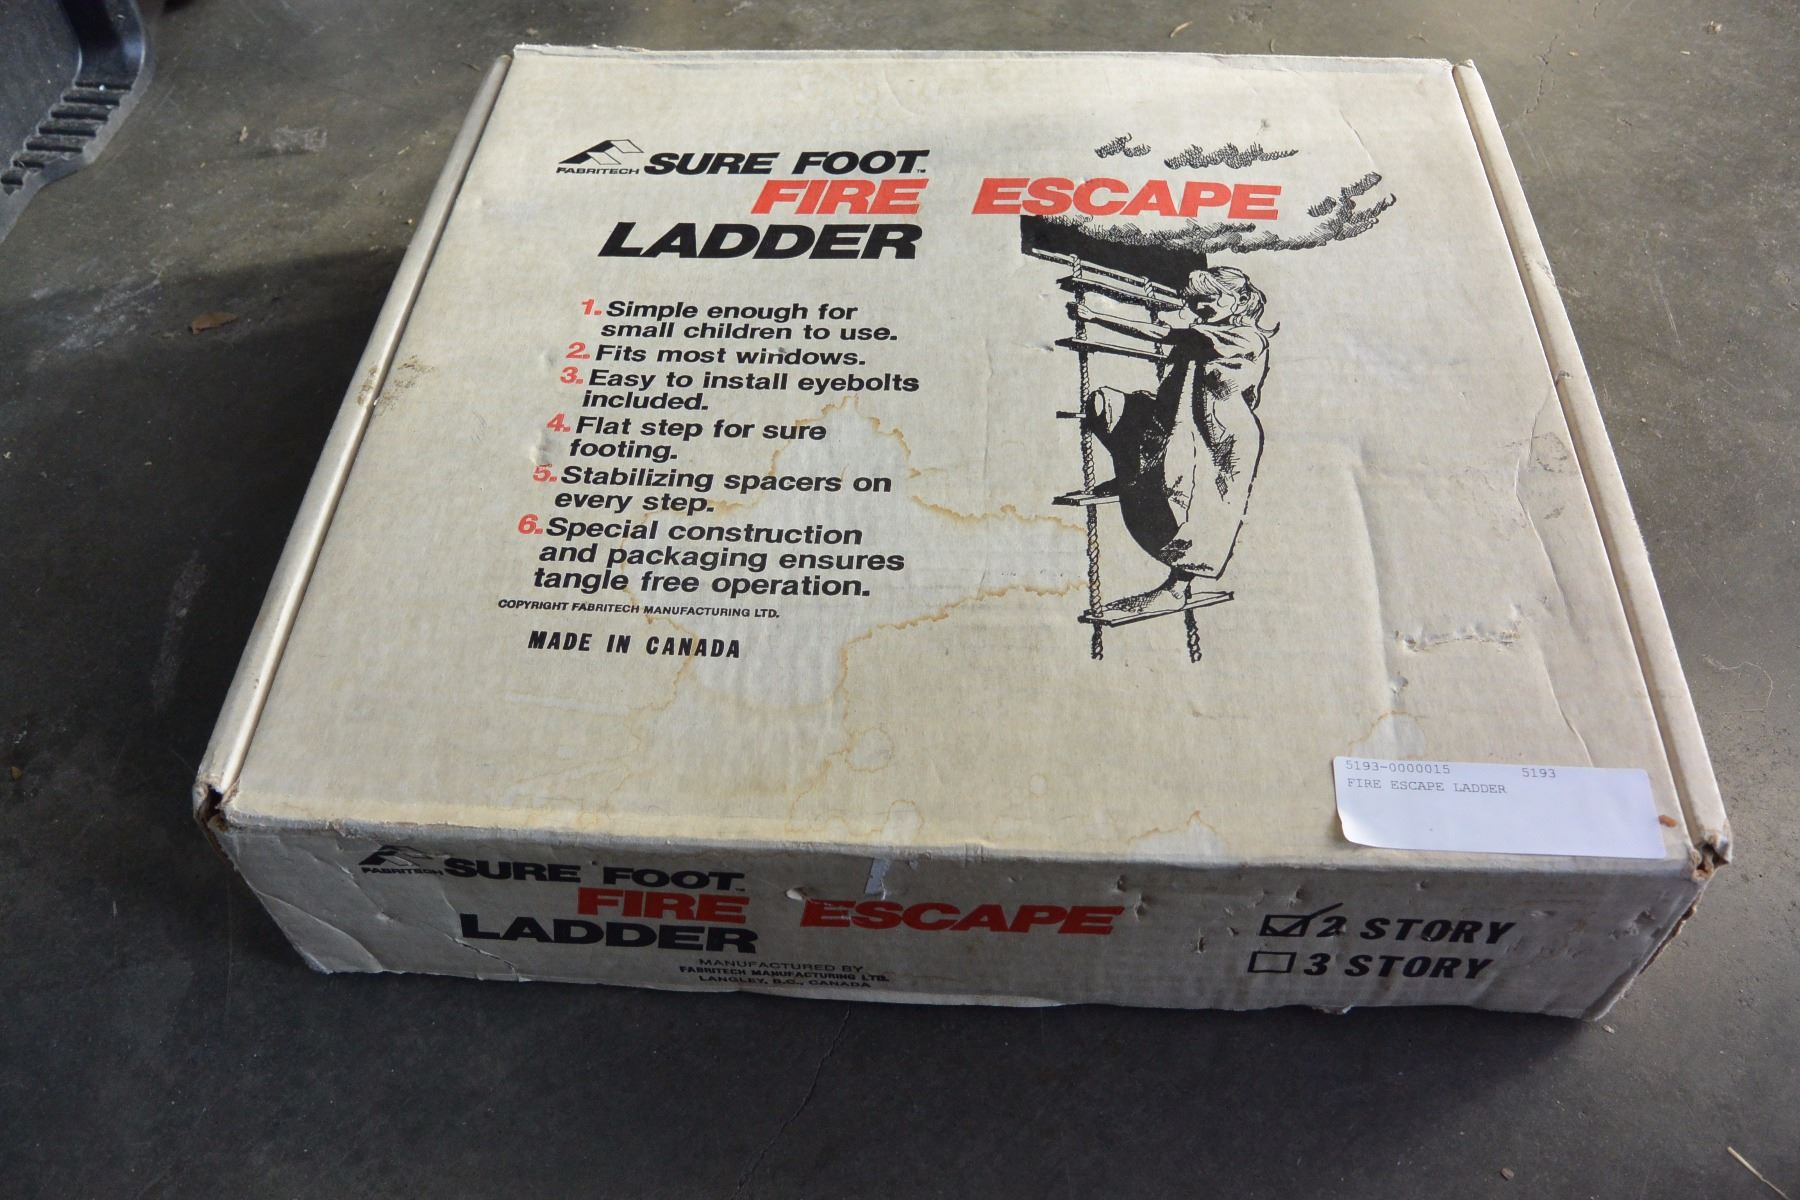 FABRITECH SURE FOOT™
FIRE ESCAPE
LADDER
1. Simple enough for
small children to use.
2. Fits most windows.
3. Easy to install eyebolts
included.
4. Flat step for sure
footing.
5. Stabilizing spacers on
every step.
6. Special construction
and packaging ensures
tangle free operation.
COPYRIGHT FABRITECH MANUFACTURING LTD.
MADE IN CANADA
5193-0000015 5193
FIRE ESCAPE LADDER
FABRITECH SURE FOOT™
FIRE ESCAPE
LADDER
MANUFACTURED BY
FABRITECH MANUFACTURING LTD.
LANGLEY, B.C., CANADA
2 STORY
3 STORY